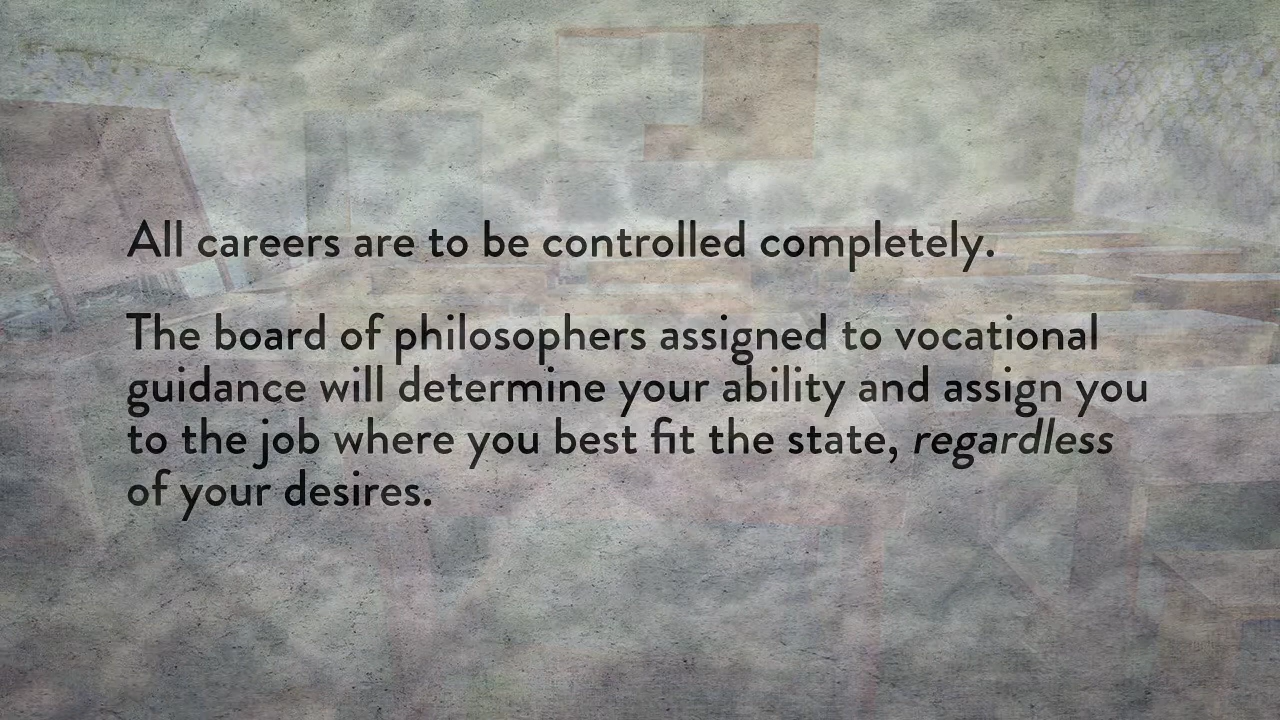 All careers are to be controlled completely.
The board of philosophers assigned to vocational
guidance will determine your ability and assign you
to the job where you best fit the state, regardless
of your desires.